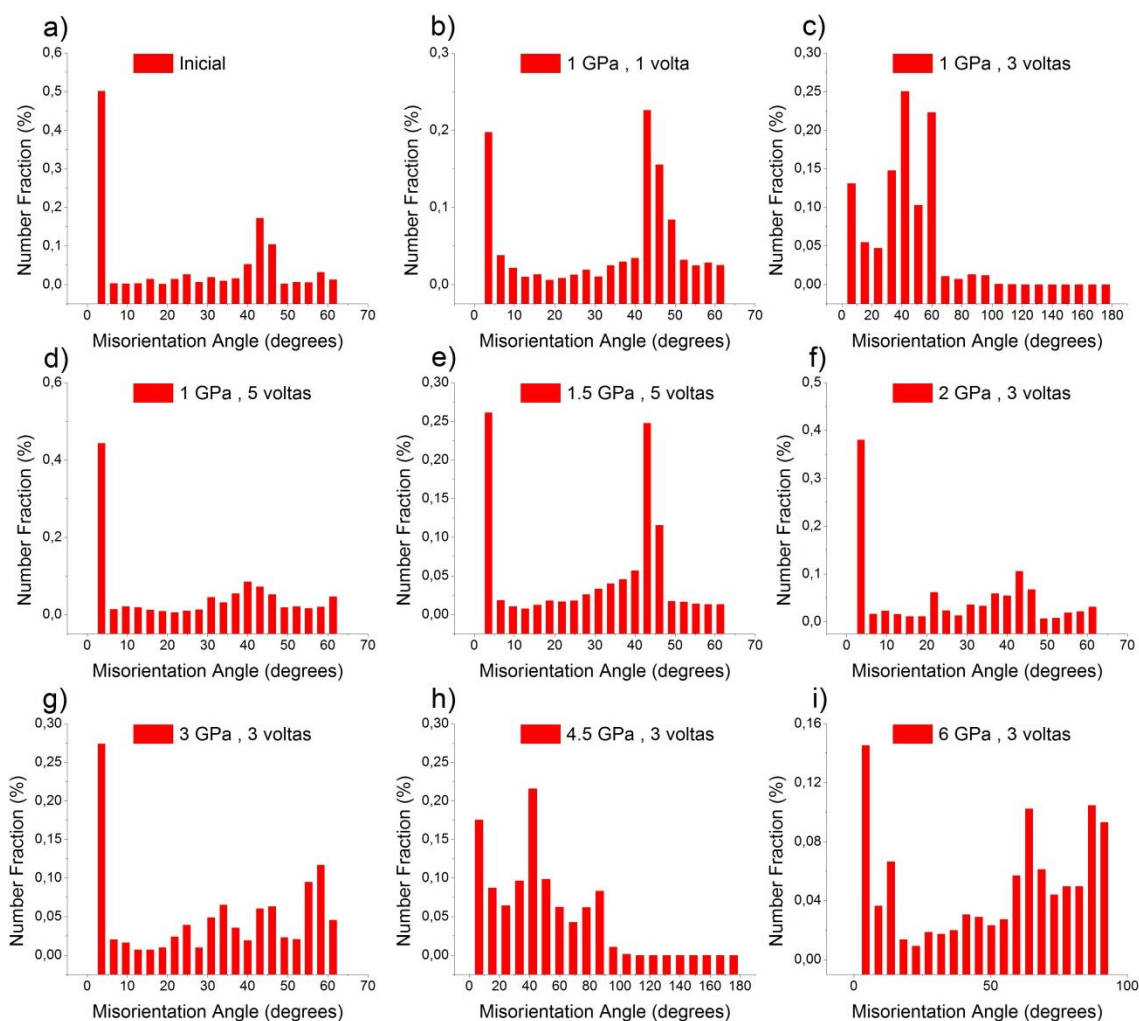 a)
Inicial
Number Fraction (%)
0,6
0,5
0,4
0,3
0,2
0,1
0,0
0 10 20 30 40 50 60 70
Misorientation Angle (degrees)
b)
1 GPa , 1 volta
Number Fraction (%)
0,3
0,2
0,1
0,0
0 10 20 30 40 50 60 70
Misorientation Angle (degrees)
c)
1 GPa , 3 voltas
Number Fraction (%)
0,30
0,25
0,20
0,15
0,10
0,05
0,00
0 20 40 60 80 100 120 140 160 180
Misorientation Angle (degrees)
d)
1 GPa , 5 voltas
Number Fraction (%)
0,6
0,4
0,2
0,0
0 10 20 30 40 50 60 70
Misorientation Angle (degrees)
e)
1.5 GPa , 5 voltas
Number Fraction (%)
0,30
0,25
0,20
0,15
0,10
0,05
0,00
0 10 20 30 40 50 60 70
Misorientation Angle (degrees)
f)
2 GPa , 3 voltas
Number Fraction (%)
0,5
0,4
0,3
0,2
0,1
0,0
0 10 20 30 40 50 60 70
Misorientation Angle (degrees)
g)
3 GPa , 3 voltas
Number Fraction (%)
0,30
0,25
0,20
0,15
0,10
0,05
0,00
0 10 20 30 40 50 60 70
Misorientation Angle (degrees)
h)
4.5 GPa , 3 voltas
Number Fraction (%)
0,30
0,25
0,20
0,15
0,10
0,05
0,00
0 20 40 60 80 100 120 140 160 180
Misorientation Angle (degrees)
i)
6 GPa , 3 voltas
Number Fraction (%)
0,16
0,12
0,08
0,04
0,00
0 50 100
Misorientation Angle (degrees)